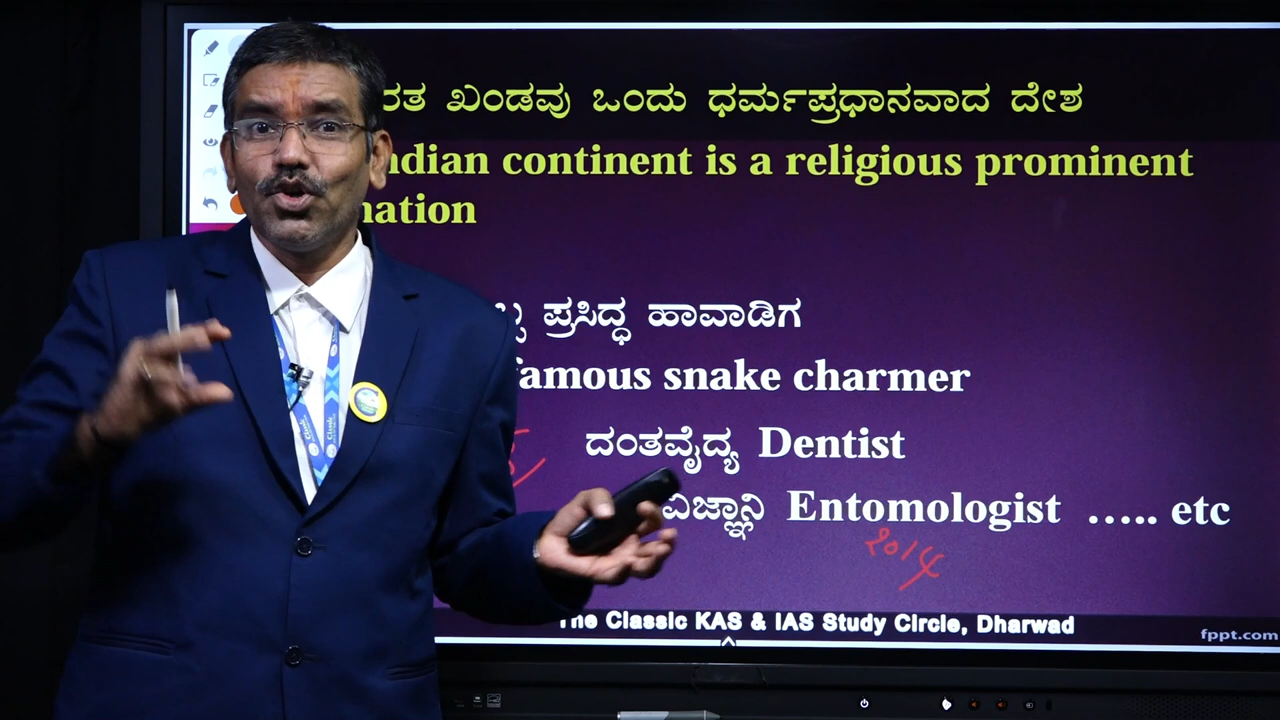 ರತ ಖಂಡವು ಒಂದು ಧರ್ಮಪ್ರಧಾನವಾದ ದೇಶ
ndian continent is a religious prominent
nation
ಪ್ರಸಿದ್ಧ ಹಾವಾಡಿಗ
famous snake charmer
ದಂತವೈದ್ಯ Dentist
ವಿಜ್ಞಾನಿ Entomologist ..... etc
2014
The Classic KAS & IAS Study Circle, Dharwad
fppt.com